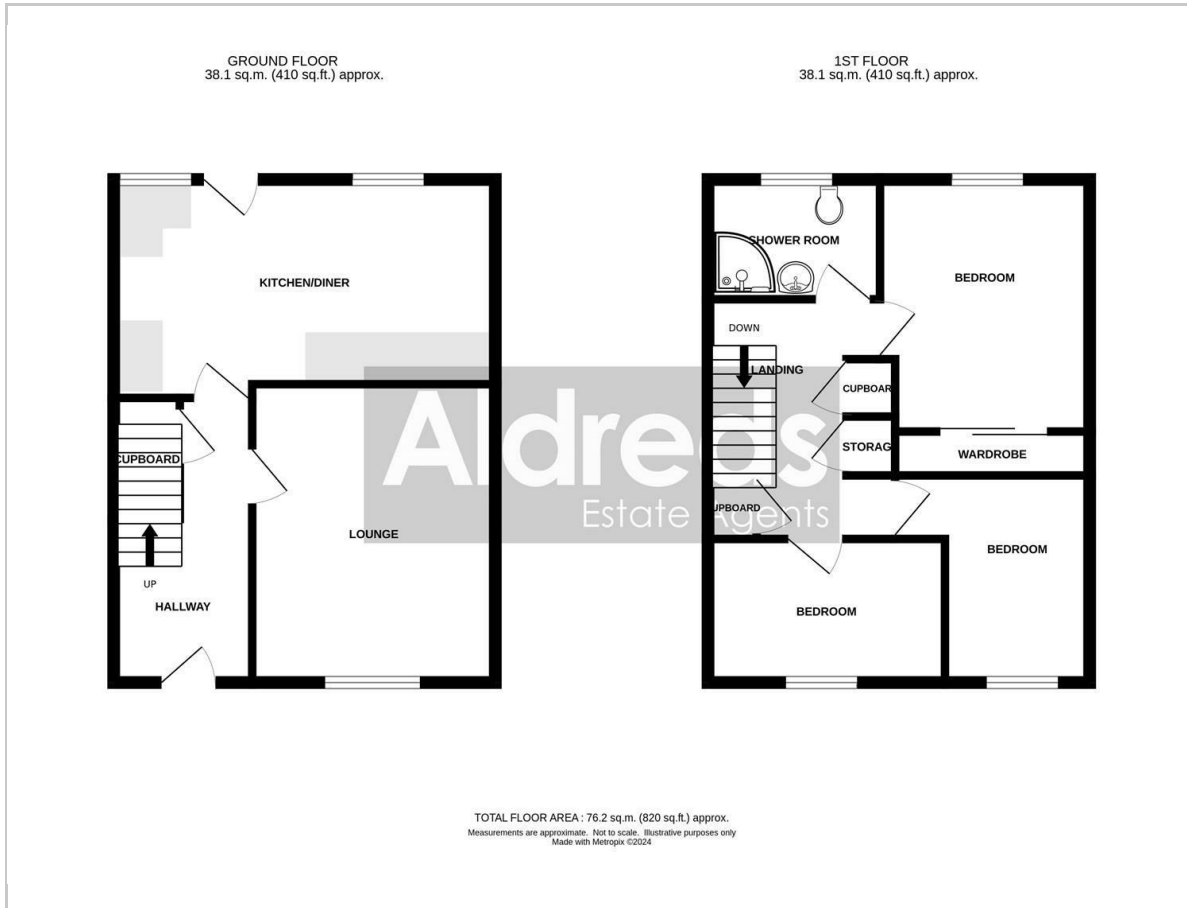 GROUND FLOOR
38.1 sq.m. (410 sq.ft.) approx.
KITCHEN/DINER
CUPBOARD
LOUNGE
UP
HALLWAY
1ST FLOOR
38.1 sq.m. (410 sq.ft.) approx.
SHOWER ROOM
BEDROOM
DOWN
LANDING
CUPBOAR
STORAG
WARDROBE
UPBOARD
BEDROOM
BEDROOM
Aldreds
Estate Agents
TOTAL FLOOR AREA : 76.2 sq.m. (820 sq.ft.) approx.
Measurements are approximate. Not to scale. Illustrative purposes only
Made with Metropix ©2024